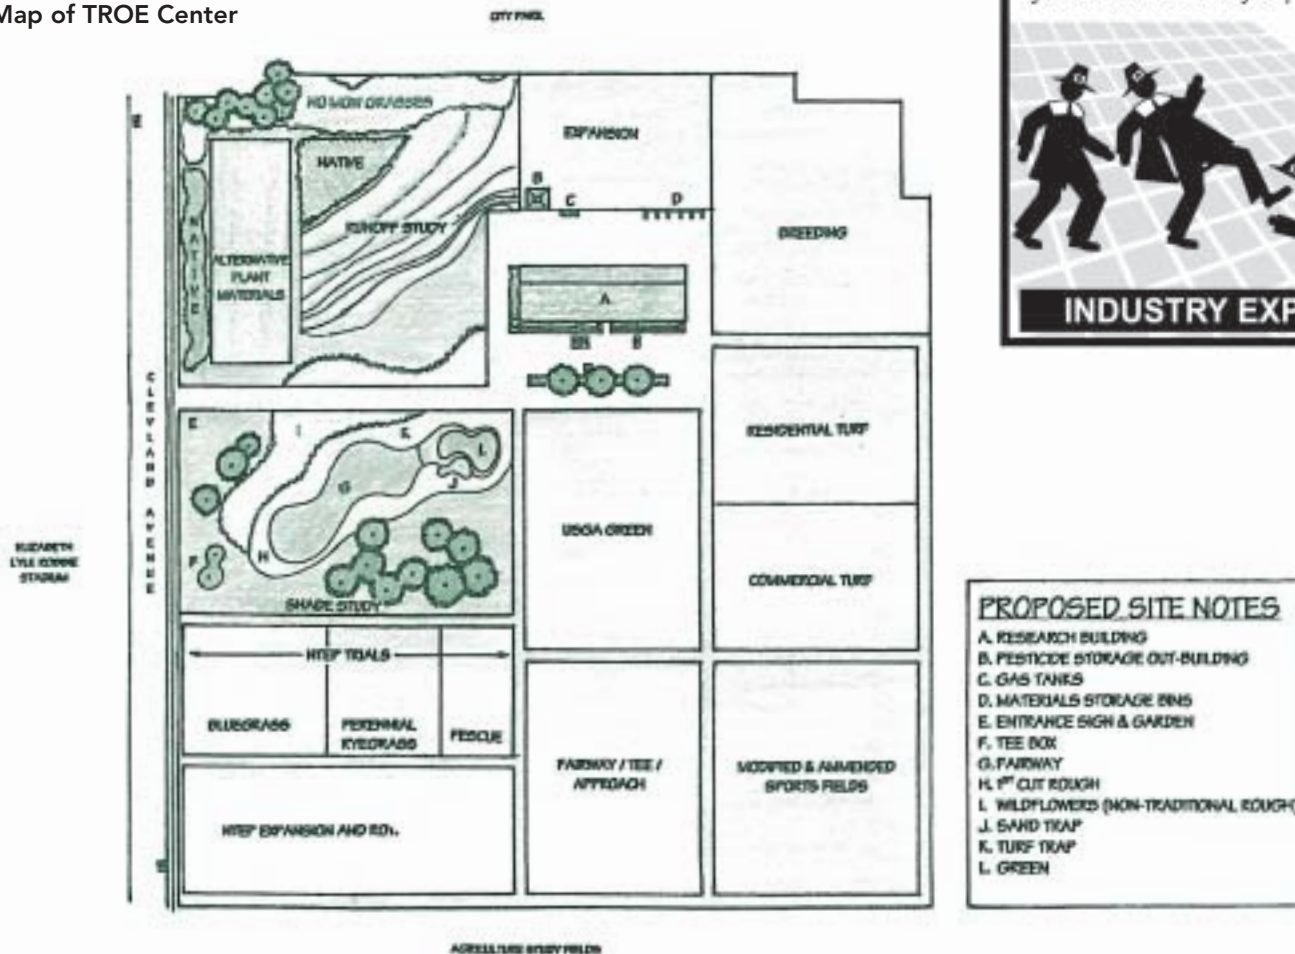 Map of TROE Center
CITY PARK
NO MOW GRASSES
EXPANSION
NATIVE
B
C
D
RUNOFF STUDY
BREEDING
NATIVE
ALTERNATIVE
PLANT
MATERIALS
A
INDUSTRY EXP
CLEVLAND AVENUE
E
I
K
L
RESIDENTIAL TURF
G
J
USGA GREEN
H
F
STADIUM
COMMERCIAL TURF
SHADE STUDY
NTEP TRIALS
BLUEGRASS
PERENNIAL
RYEGRASS
FESCUE
FAIRWAY / TEE /
APPROACH
MODIFIED & AMMENDED
SPORTS FIELDS
NTEP EXPANSION AND
PROPOSED SITE NOTES
A. RESEARCH BUILDING
B. PESTICIDE STORAGE OUT-BUILDING
C. GAS TANKS
D. MATERIALS STORAGE BINS
E. ENTRANCE SIGN & GARDEN
F. TEE BOX
G. FAIRWAY
H. 1ST CUT ROUGH
I. WILDFLOWERS (NON-TRADITIONAL ROUGH)
J. SAND TRAP
K. TURF TRAP
L. GREEN
AGRICULTURE STUDY FIELDS